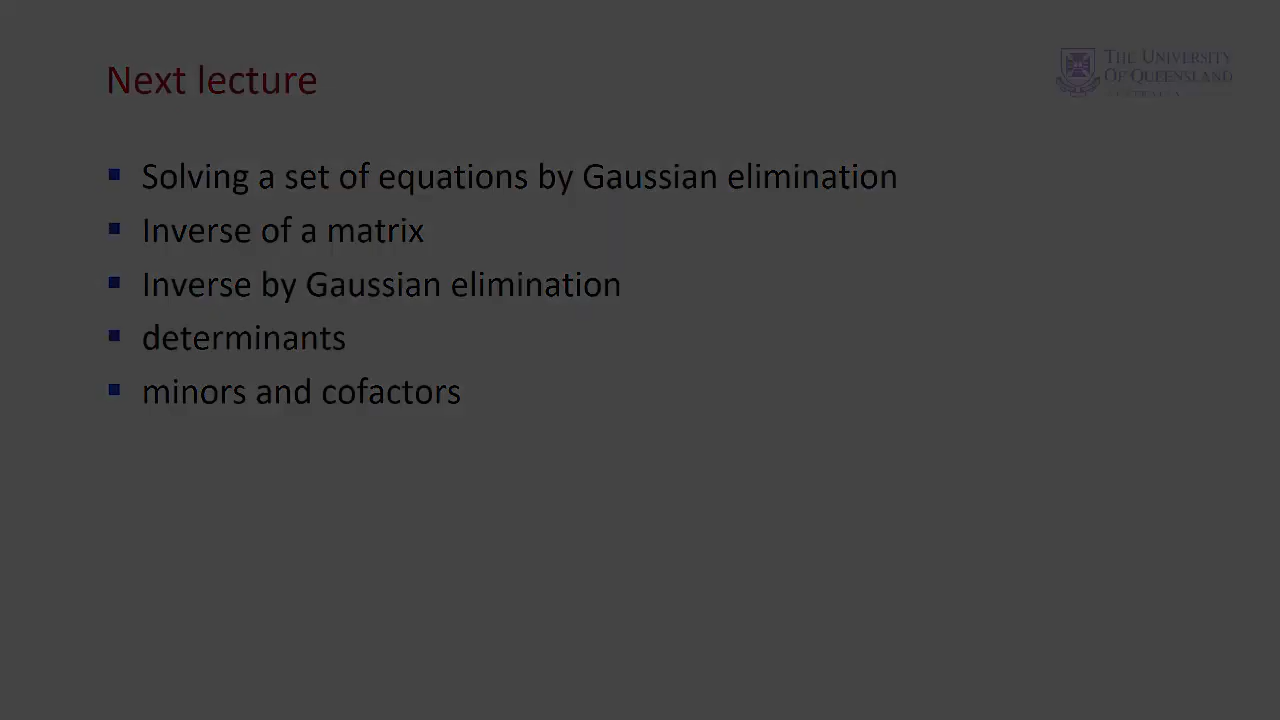 Next lecture
THE UNIVERSITY
OF QUEENSLAND
AUSTRALIA
Solving a set of equations by Gaussian elimination
Inverse of a matrix
Inverse by Gaussian elimination
determinants
minors and cofactors